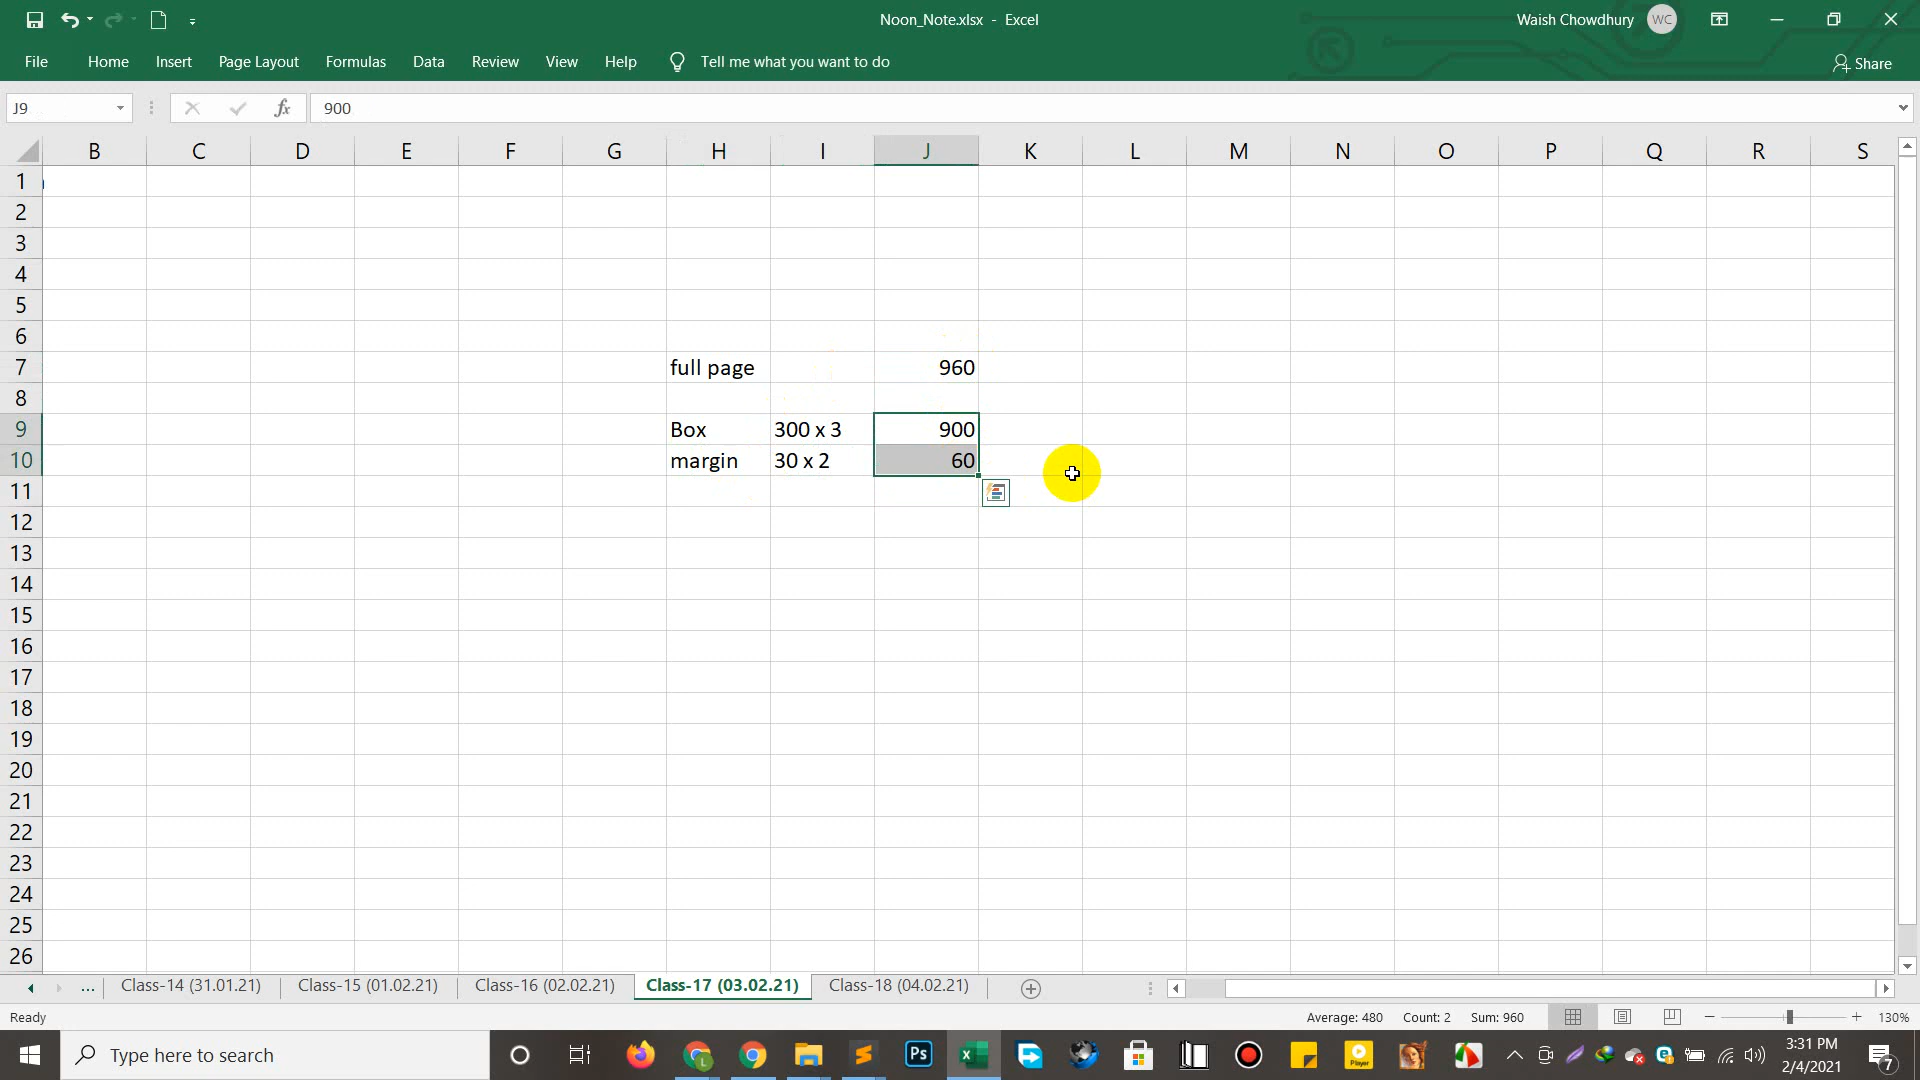 Noon_Note.xlsx - Excel
Waish Chowdhury WC
File Home Insert Page Layout Formulas Data Review View Help Tell me what you want to do
Share
J9 fx 900
B C D E F G H I J K L M N O P Q R S
1
2
3
4
5
6
7 full page 960
8
9 Box 300 x 3 900
10 margin 30 x 2 60
11
12
13
14
15
16
17
18
19
20
21
22
23
24
25
26
... Class-14 (31.01.21) Class-15 (01.02.21) Class-16 (02.02.21) Class-17 (03.02.21) Class-18 (04.02.21)
Ready Average: 480 Count: 2 Sum: 960 130%
Type here to search
Ps
Player
3:31 PM
2/4/2021
7